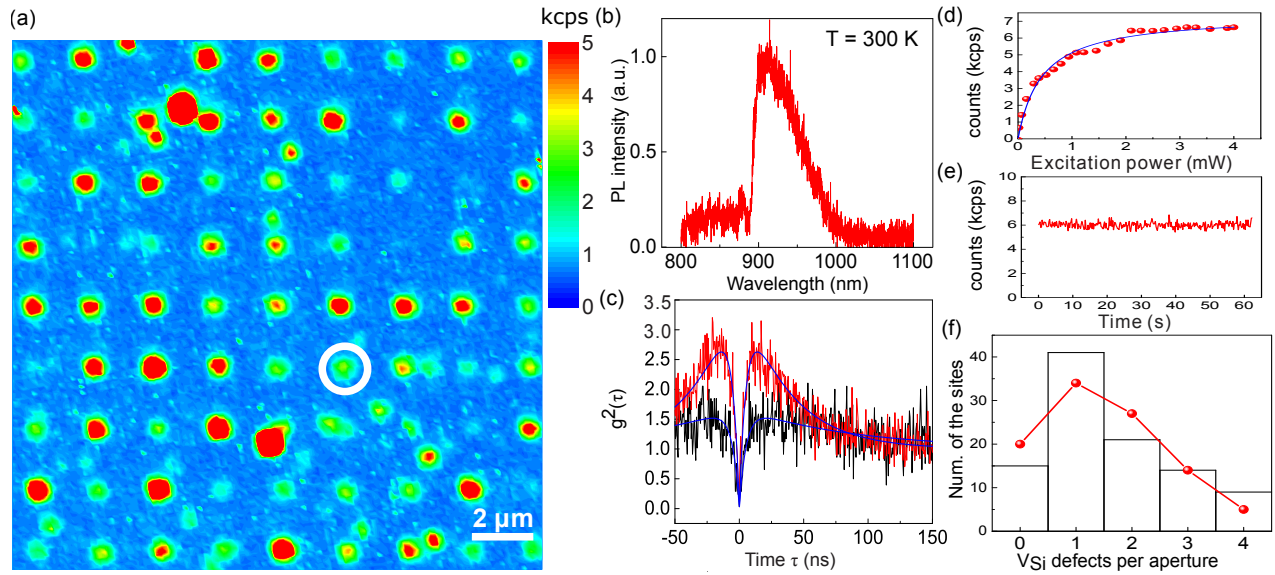 (a)
kcps
5
4
3
2
1
0
2 μm
(b)
T = 300 K
PL intensity (a.u.)
1.0
0.5
0.0
800 900 1000 1100
Wavelength (nm)
(c)
g²(τ)
3.5
3.0
2.5
2.0
1.5
1.0
0.5
0.0
-50 0 50 100 150
Time τ (ns)
(d)
counts (kcps)
7
6
5
4
3
2
1
0
0 1 2 3 4
Excitation power (mW)
(e)
counts (kcps)
10
8
6
4
2
0
0 10 20 30 40 50 60
Time (s)
(f)
Num. of the sites
40
30
20
10
0
0 1 2 3 4
VSi defects per aperture